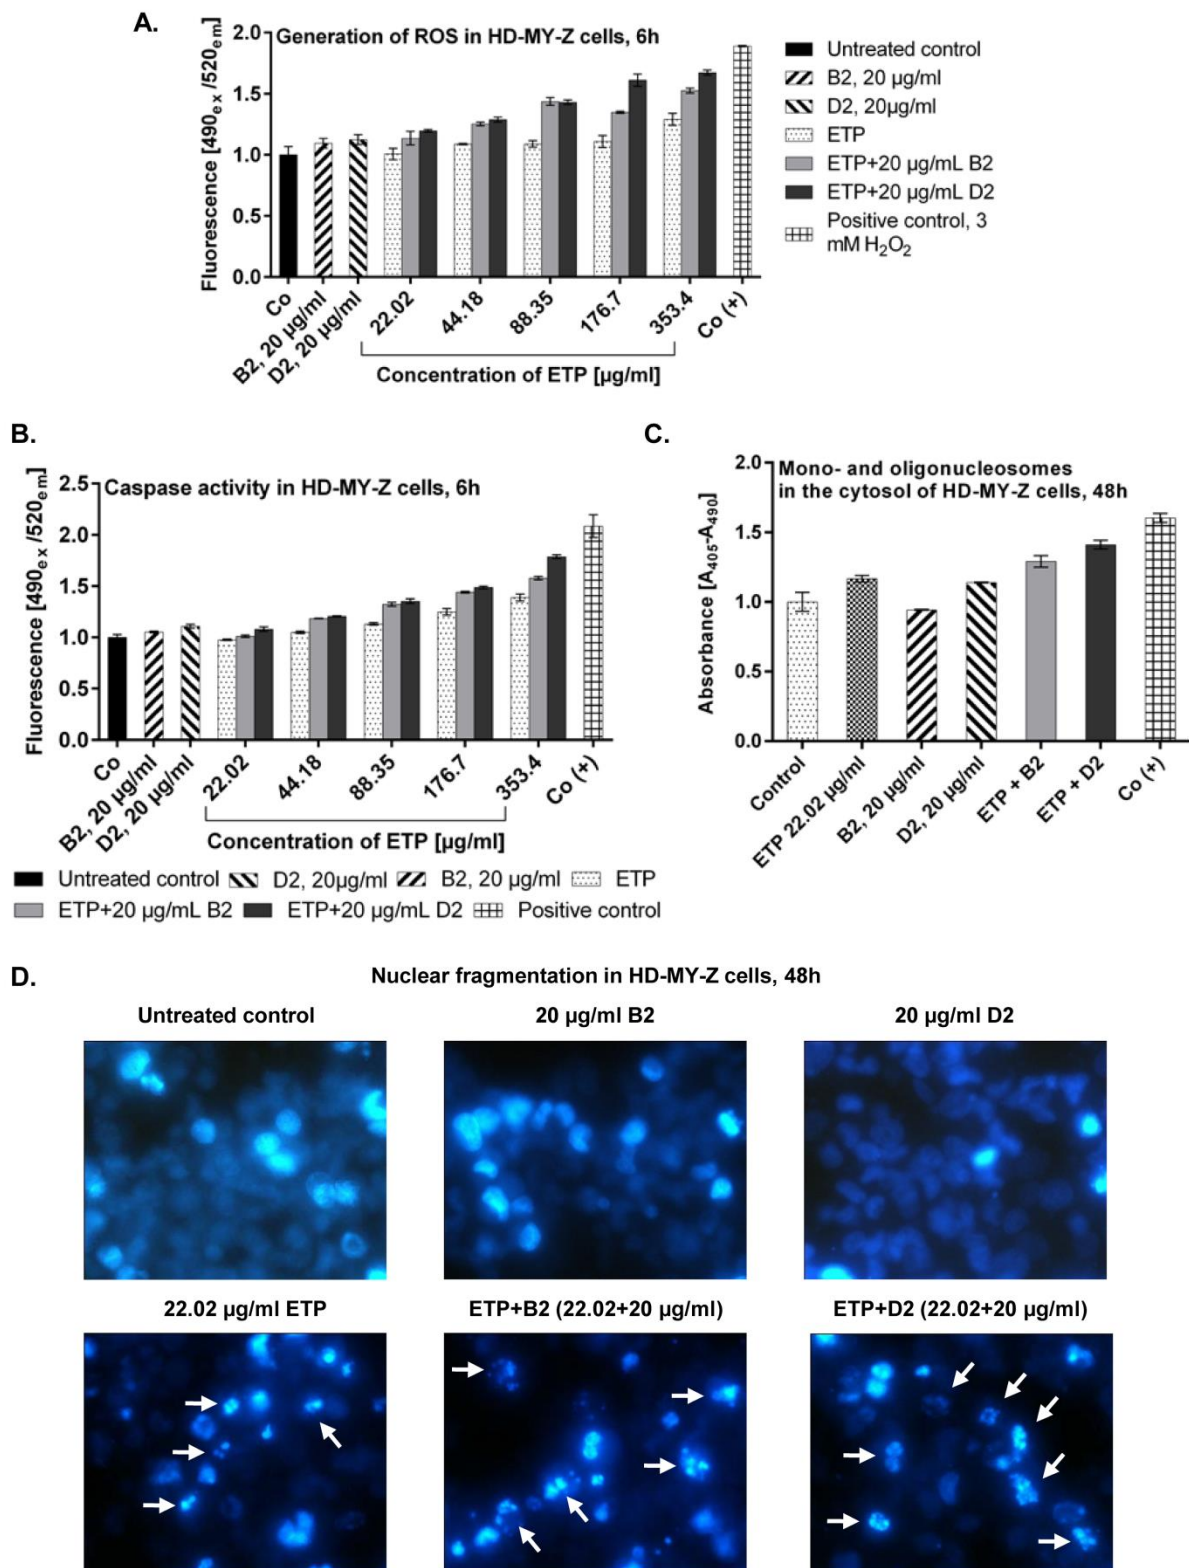 A.
Generation of ROS in HD-MY-Z cells, 6h
Fluorescence [490ex /520em]
2.0
1.5
1.0
0.5
0.0
Co
B2, 20 µg/ml
D2, 20 µg/ml
22.02
44.18
88.35
176.7
353.4
Co (+)
Concentration of ETP [µg/ml]
Untreated control
B2, 20 µg/ml
D2, 20µg/ml
ETP
ETP+20 µg/mL B2
ETP+20 µg/mL D2
Positive control, 3
mM H₂O₂
B.
Caspase activity in HD-MY-Z cells, 6h
Fluorescence [490ex /520em]
2.5
2.0
1.5
1.0
0.5
0.0
Co
B2, 20 µg/ml
D2, 20 µg/ml
22.02
44.18
88.35
176.7
353.4
Co (+)
Concentration of ETP [µg/ml]
Untreated control D2, 20µg/ml B2, 20 µg/ml ETP
ETP+20 µg/mL B2 ETP+20 µg/mL D2 Positive control
C.
Mono- and oligonucleosomes
in the cytosol of HD-MY-Z cells, 48h
Absorbance [A₄₀₅-A₄₉₀]
2.0
1.5
1.0
0.5
0.0
Control
ETP 22.02 µg/ml
B2, 20 µg/ml
D2, 20 µg/ml
ETP + B2
ETP + D2
Co (+)
D.
Nuclear fragmentation in HD-MY-Z cells, 48h
Untreated control
20 µg/ml B2
20 µg/ml D2
22.02 µg/ml ETP
ETP+B2 (22.02+20 µg/ml)
ETP+D2 (22.02+20 µg/ml)